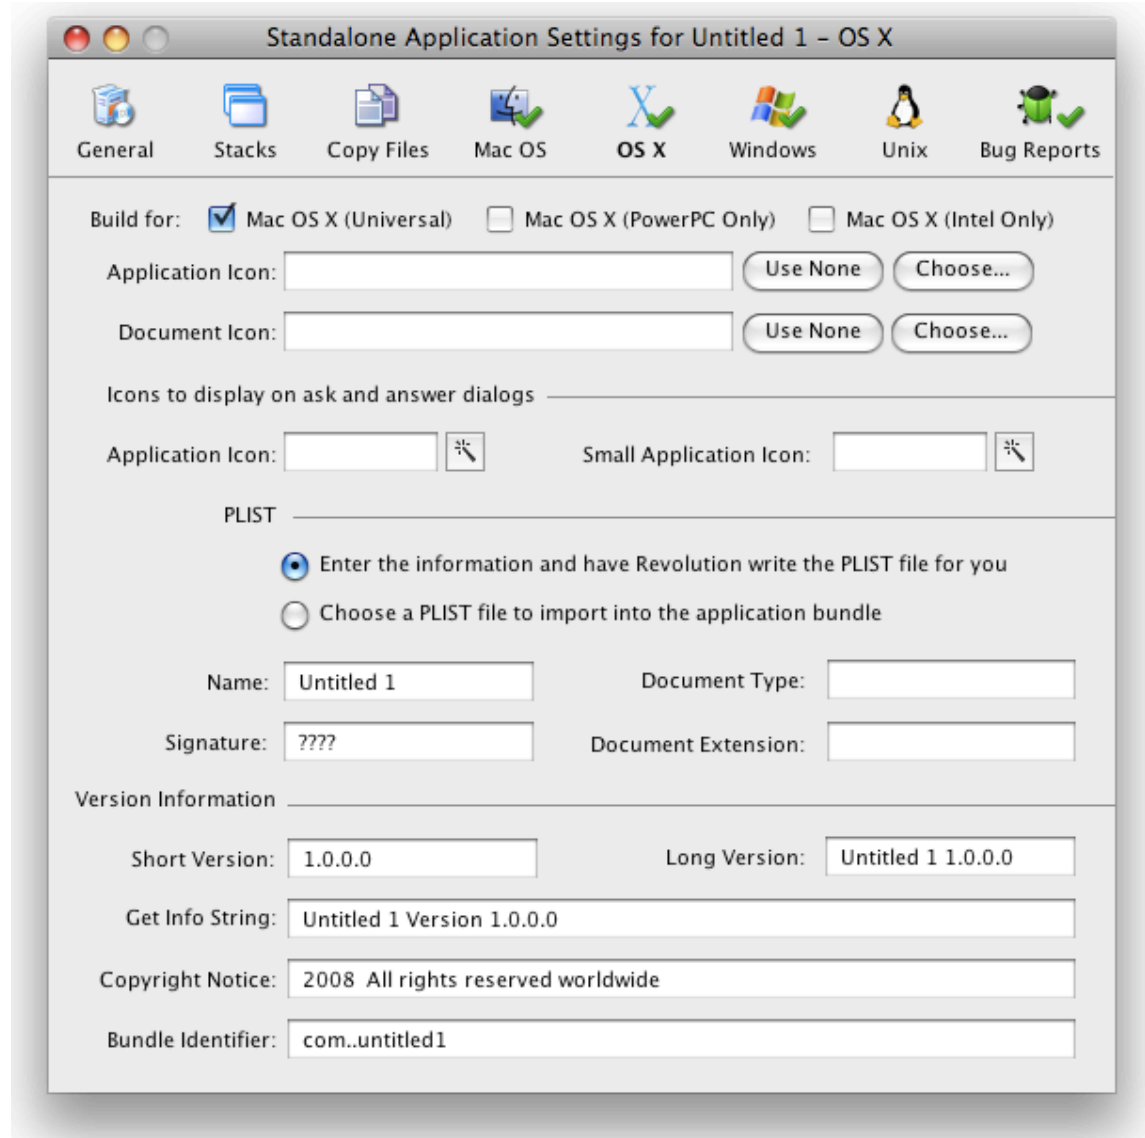 Standalone Application Settings for Untitled 1 – OS X
General Stacks Copy Files Mac OS OS X Windows Unix Bug Reports
Build for: Mac OS X (Universal) Mac OS X (PowerPC Only) Mac OS X (Intel Only)
Application Icon: Use None Choose...
Document Icon: Use None Choose...
Icons to display on ask and answer dialogs
Application Icon: Small Application Icon:
PLIST
Enter the information and have Revolution write the PLIST file for you
Choose a PLIST file to import into the application bundle
Name: Untitled 1 Document Type:
Signature: ???? Document Extension:
Version Information
Short Version: 1.0.0.0 Long Version: Untitled 1 1.0.0.0
Get Info String: Untitled 1 Version 1.0.0.0
Copyright Notice: 2008  All rights reserved worldwide
Bundle Identifier: com..untitled1